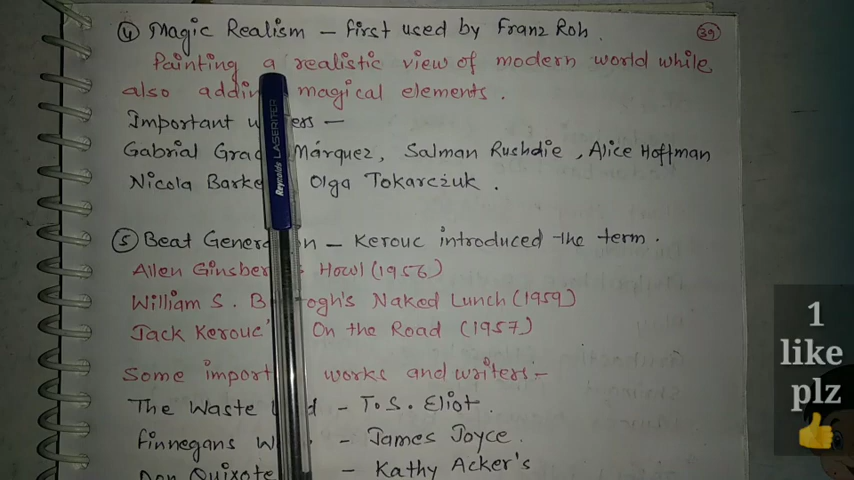 ④ Magic Realism – first used by Franz Roh.
39
Painting a realistic view of modern world while
also addin magical elements.
Important ers –
Gabrial Márquez, Salman Rushdie, Alice Hoffman
Nicola Barke Olga Tokarczuk.
⑤ Beat Gener n – Kerouc introduced the term.
Allen Ginsber s Howl (1956)
William S. B ogh's Naked Lunch (1959)
Jack Kerouc' On the Road (1957)
Some import works and writers:-
The Waste d – T.S. Eliot.
Finnegans W – James Joyce.
Don Quixote – Kathy Acker's
Reynolds LASERITER
1
like
plz